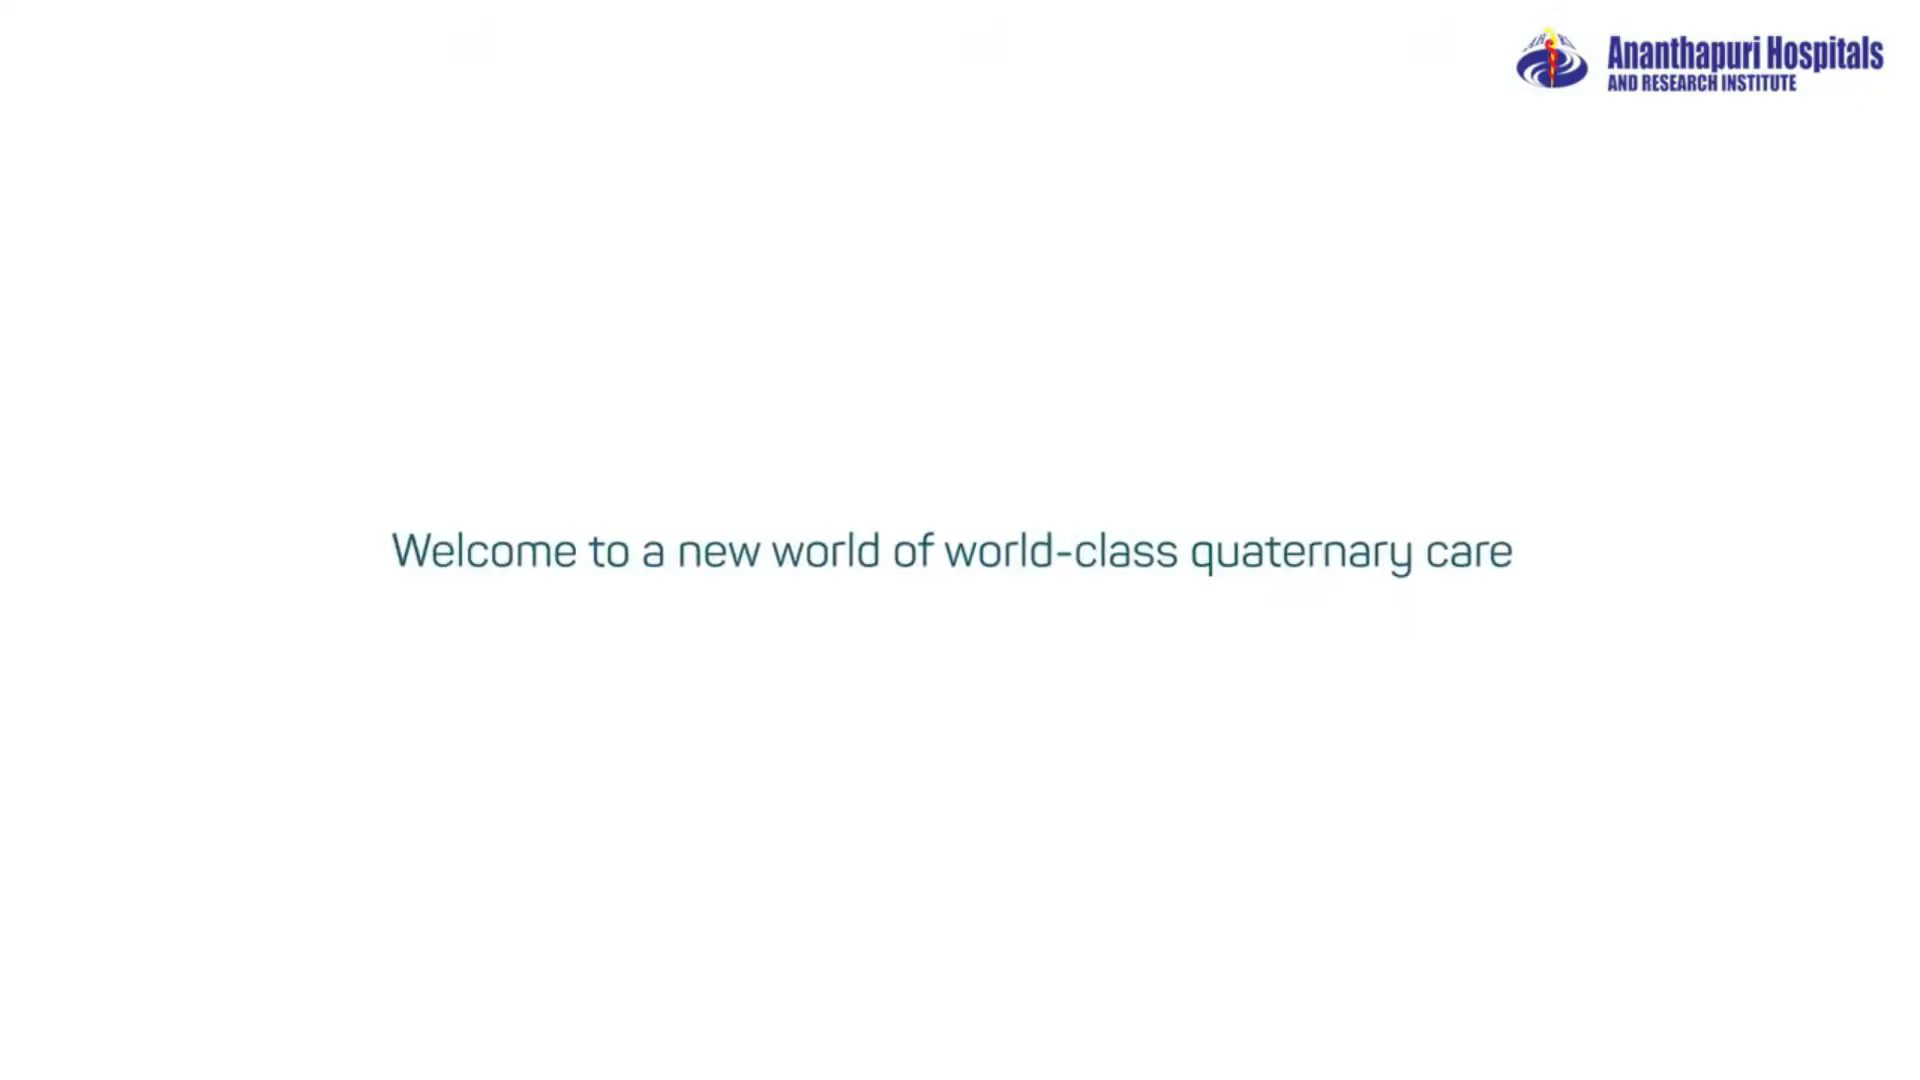 Ananthapuri Hospitals
AND RESEARCH INSTITUTE
Welcome to a new world of world-class quaternary care